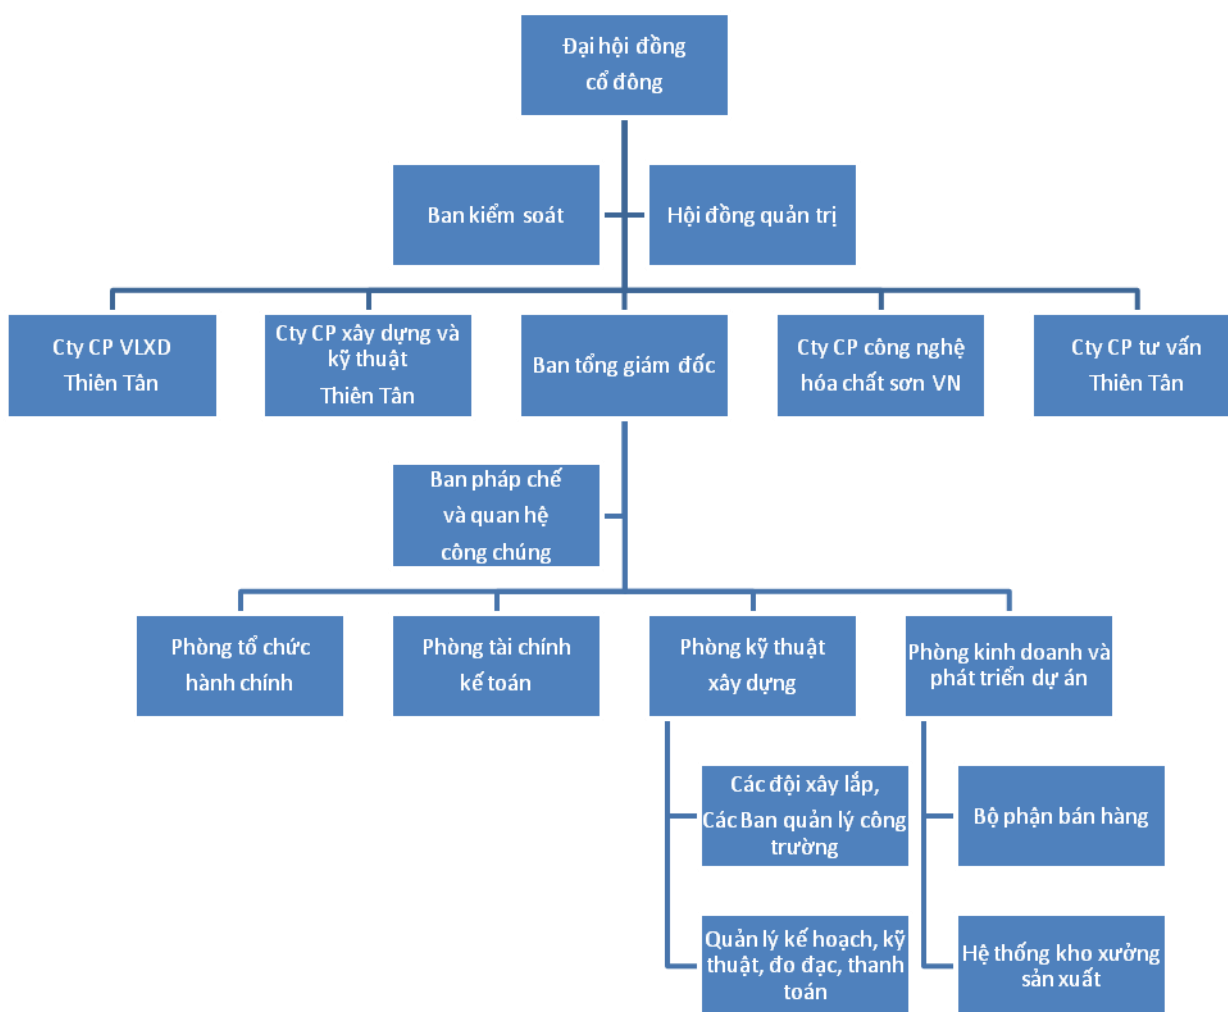 Đại hội đồng
cổ đông
Ban kiểm soát
Hội đồng quản trị
Cty CP VLXD
Thiên Tân
Cty CP xây dựng và
kỹ thuật
Thiên Tân
Ban tổng giám đốc
Cty CP công nghệ
hóa chất sơn VN
Cty CP tư vấn
Thiên Tân
Ban pháp chế
và quan hệ
công chúng
Phòng tổ chức
hành chính
Phòng tài chính
kế toán
Phòng kỹ thuật
xây dựng
Phòng kinh doanh và
phát triển dự án
Các đội xây lắp,
Các Ban quản lý công
trường
Bộ phận bán hàng
Quản lý kế hoạch, kỹ
thuật, đo đạc, thanh
toán
Hệ thống kho xưởng
sản xuất